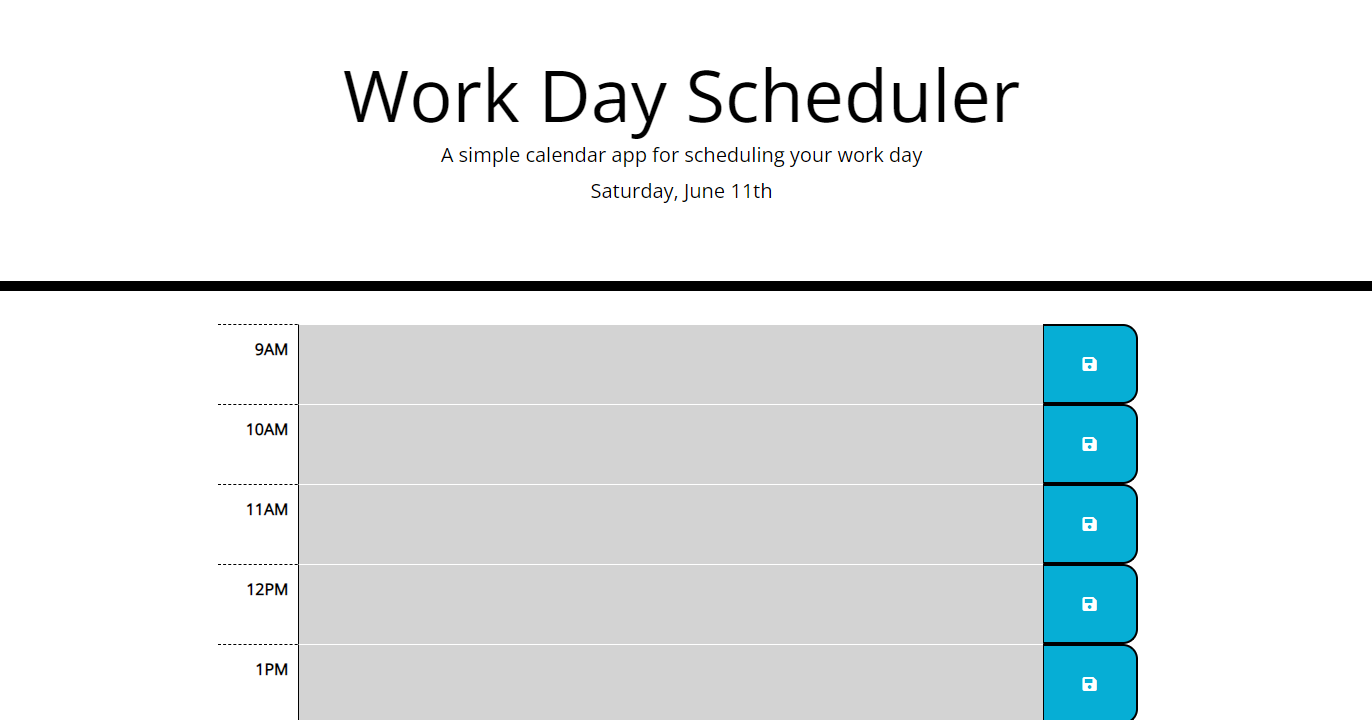 Work Day Scheduler
A simple calendar app for scheduling your work day
Saturday, June 11th
9AM
10AM
11AM
12PM
1PM